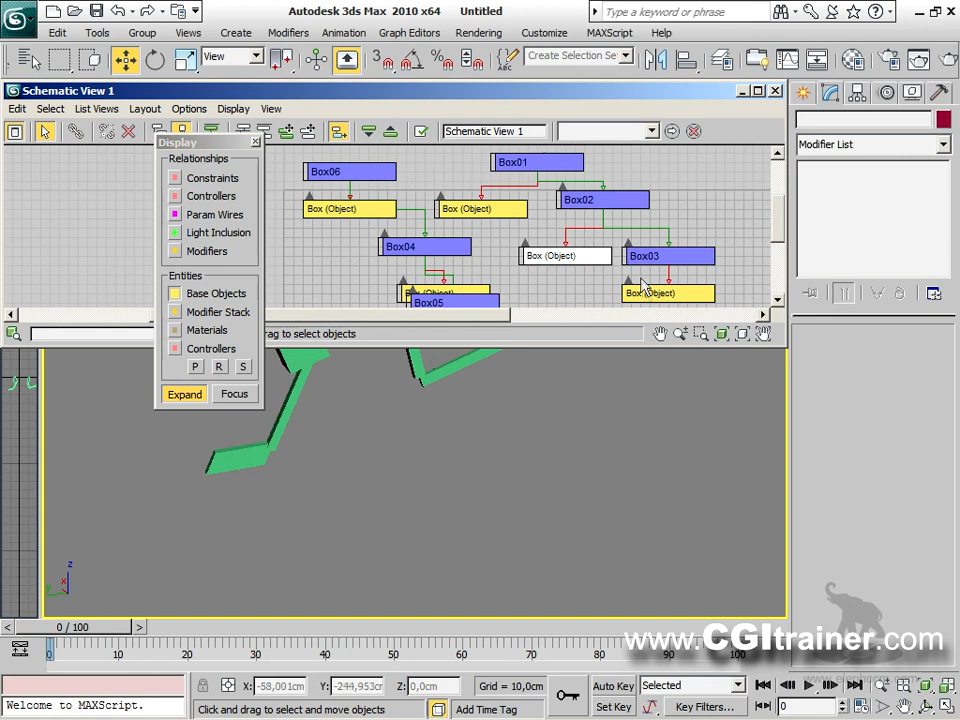 Autodesk 3ds Max 2010 x64 Untitled
Type a keyword or phrase
Edit Tools Group Views Create Modifiers Animation Graph Editors Rendering Customize MAXScript Help
View
Create Selection Se
Schematic View 1
Edit Select List Views Layout Options Display View
Schematic View 1
Display
Relationships
Constraints
Controllers
Param Wires
Light Inclusion
Modifiers
Entities
Base Objects
Modifier Stack
Materials
Controllers
P R S
Expand Focus
Box06
Box01
Box (Object)
Box (Object)
Box02
Box04
Box (Object)
Box03
Box05
Box (Object)
drag to select objects
Modifier List
z
x
0 / 100
0 10 20 30 40 50 60 70 80 90 100
www.CGItrainer.com
X: -58,001cm Y: -244,953cm Z: 0,0cm Grid = 10,0cm
Auto Key Selected
Welcome to MAXScript.
Click and drag to select and move objects
Add Time Tag
Set Key Key Filters...
0